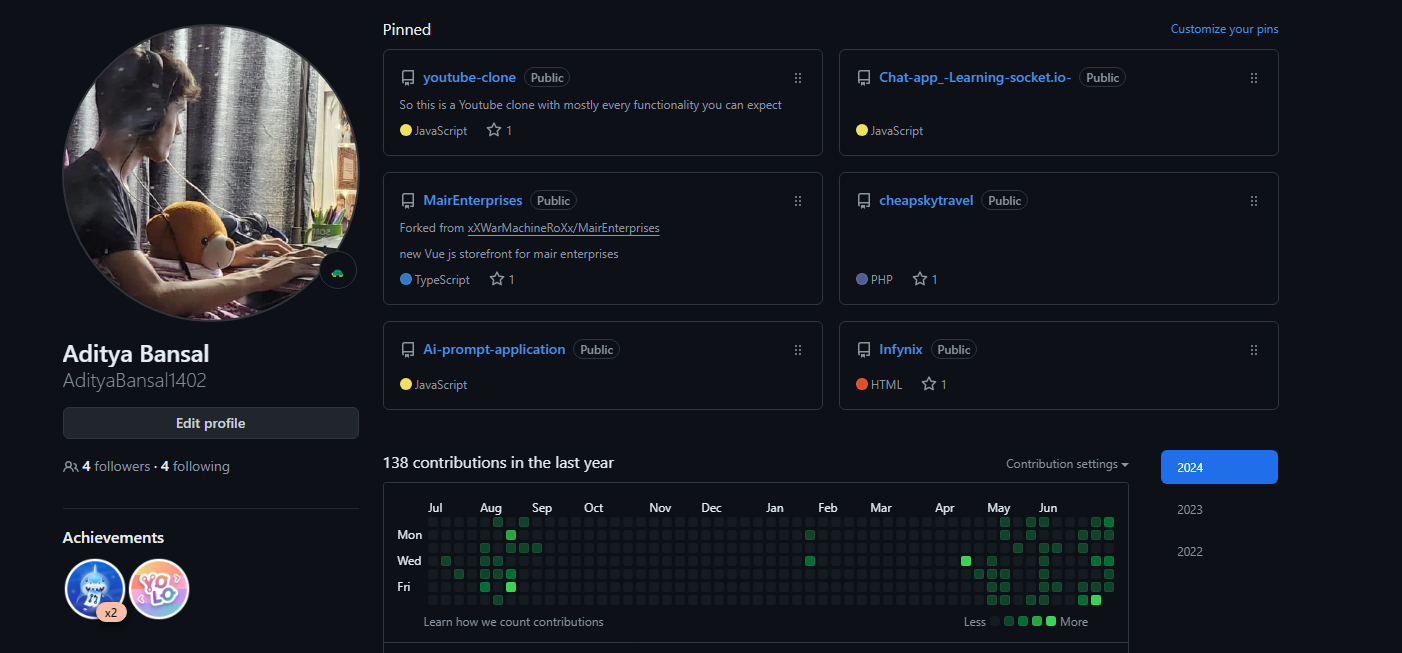 Pinned
Customize your pins
youtube-clone Public
So this is a Youtube clone with mostly every functionality you can expect
JavaScript 1
Chat-app_-Learning-socket.io- Public
JavaScript
MairEnterprises Public
Forked from xXWarMachineRoXx/MairEnterprises
new Vue js storefront for mair enterprises
TypeScript 1
cheapskytravel Public
PHP 1
Ai-prompt-application Public
JavaScript
Infynix Public
HTML 1
Aditya Bansal
AdityaBansal1402
Edit profile
4 followers · 4 following
Achievements
x2
YOLO
138 contributions in the last year
Contribution settings
Jul Aug Sep Oct Nov Dec Jan Feb Mar Apr May Jun
Mon
Wed
Fri
Learn how we count contributions
Less More
2024
2023
2022